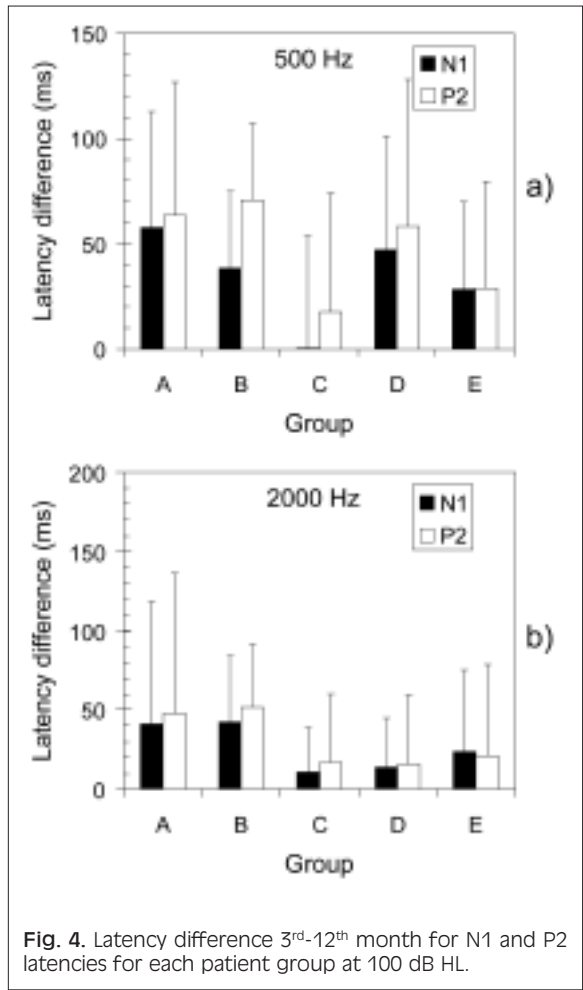 150
500 Hz
N1
P2
100
50
0
Latency difference (ms)
a)
A B C D E
Group
200
2000 Hz
N1
P2
150
100
50
0
Latency difference (ms)
b)
A B C D E
Group
Fig. 4. Latency difference 3rd-12th month for N1 and P2
latencies for each patient group at 100 dB HL.